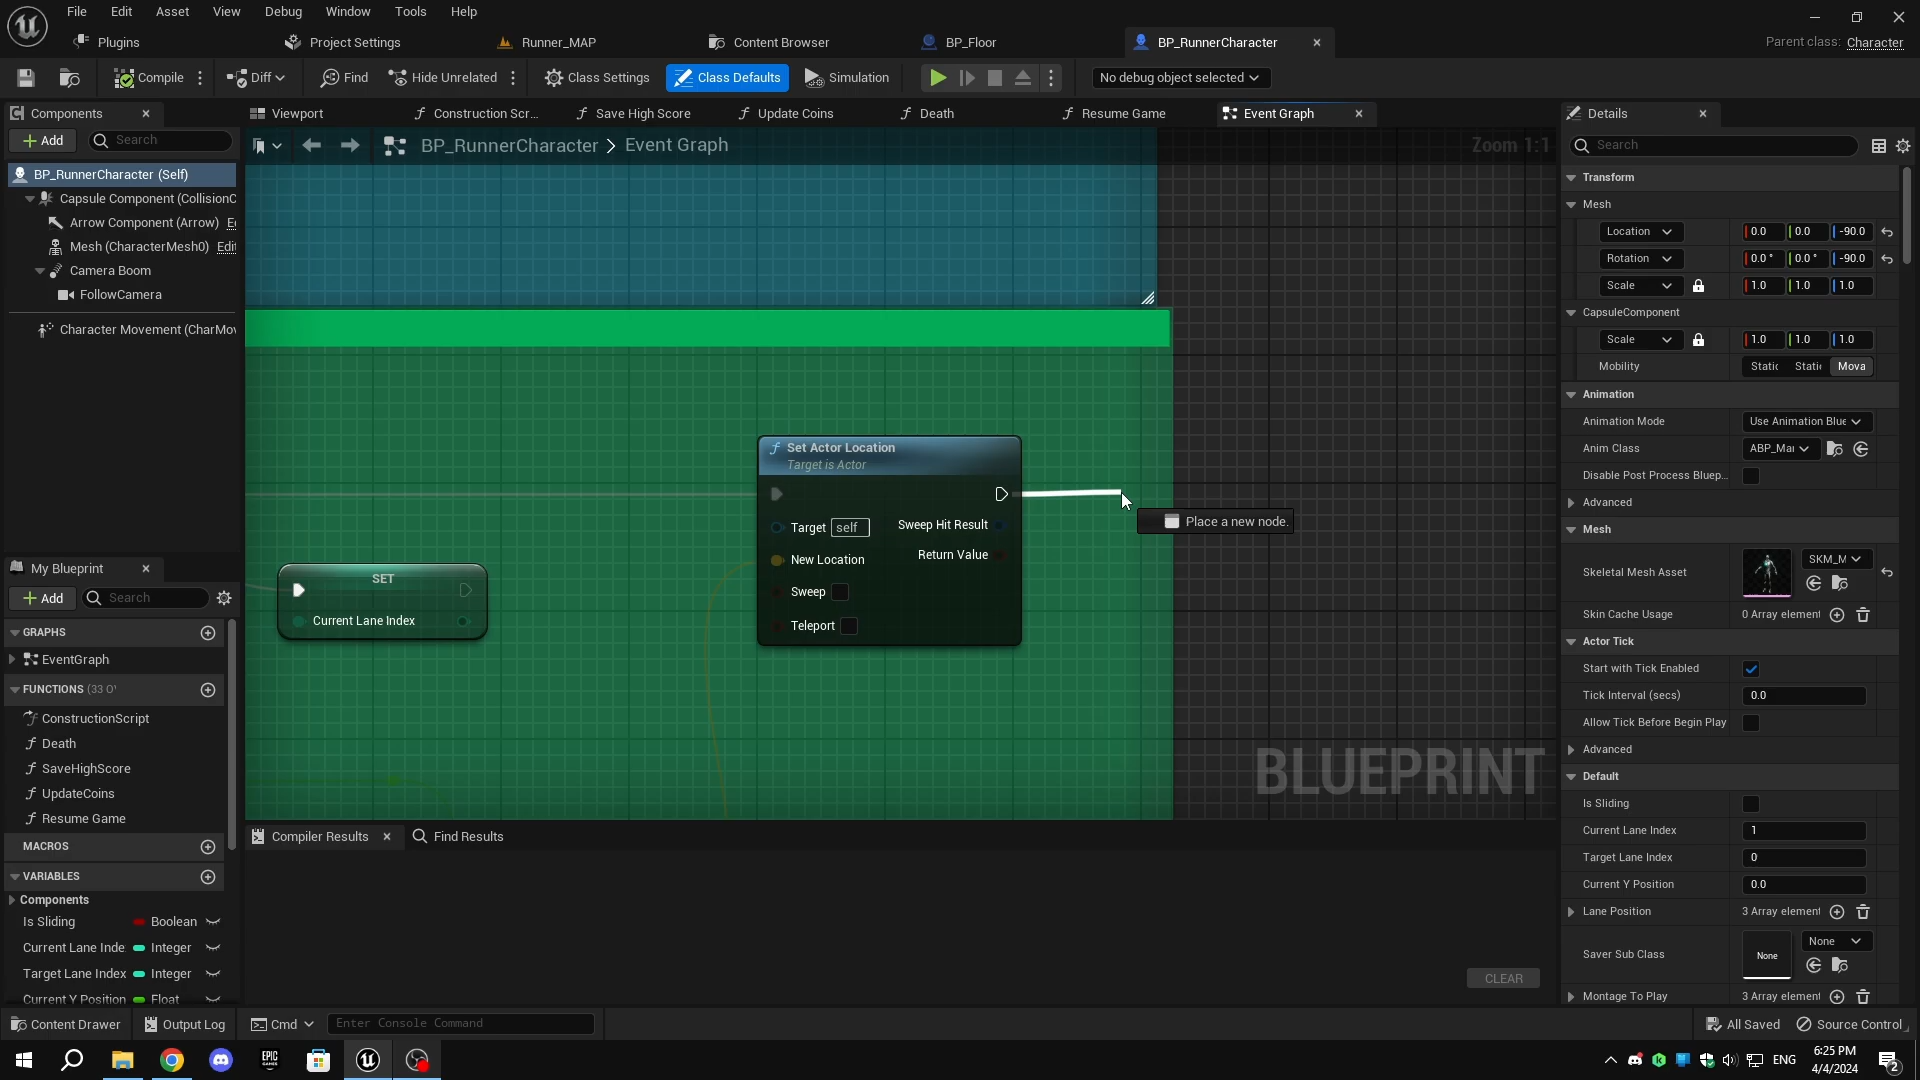 File Edit Asset View Debug Window Tools Help
Plugins
Project Settings
Runner_MAP
Content Browser
BP_Floor
BP_RunnerCharacter
Parent class: Character
Compile
Diff
Find
Hide Unrelated
Class Settings
Class Defaults
Simulation
No debug object selected
Components
Viewport
Construction Scr...
Save High Score
Update Coins
Death
Resume Game
Event Graph
Details
Add
Search
BP_RunnerCharacter > Event Graph
Zoom 1:1
Search
BP_RunnerCharacter (Self)
Capsule Component (CollisionC
Arrow Component (Arrow)
Mesh (CharacterMesh0) Edit
Camera Boom
FollowCamera
Character Movement (CharMov
Transform
Mesh
Location 0.0 0.0 -90.0
Rotation 0.0 ° 0.0 ° -90.0
Scale 1.0 1.0 1.0
CapsuleComponent
Scale 1.0 1.0 1.0
Mobility Static Static Mova
Animation
Animation Mode Use Animation Blue
Anim Class ABP_Mai
Disable Post Process Bluep...
Advanced
Mesh
Skeletal Mesh Asset SKM_M
Skin Cache Usage 0 Array element
Actor Tick
Start with Tick Enabled
Tick Interval (secs) 0.0
Allow Tick Before Begin Play
Advanced
Default
Is Sliding
Current Lane Index 1
Target Lane Index 0
Current Y Position 0.0
Lane Position 3 Array element
Saver Sub Class None None
Montage To Play 3 Array element
Set Actor Location
Target is Actor
Target self
Sweep Hit Result
New Location
Return Value
Sweep
Teleport
Place a new node.
SET
Current Lane Index
BLUEPRINT
My Blueprint
Add
Search
GRAPHS
EventGraph
FUNCTIONS (33 O
ConstructionScript
Death
SaveHighScore
UpdateCoins
Resume Game
MACROS
VARIABLES
Components
Is Sliding Boolean
Current Lane Inde Integer
Target Lane Index Integer
Current Y Position Float
Compiler Results
Find Results
CLEAR
Content Drawer
Output Log
Cmd
Enter Console Command
All Saved
Source Control
EPIC GAMES
ENG
6:25 PM
4/4/2024
2